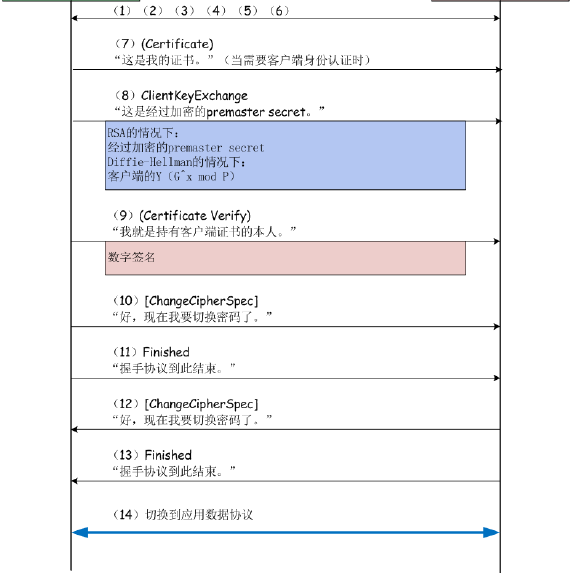 （1）（2）（3）（4）（5）（6）
（7）(Certificate)
“这是我的证书。”（当需要客户端身份认证时）
（8）ClientKeyExchange
“这是经过加密的premaster secret。”
RSA的情况下：
经过加密的premaster secret
Diffie-Hellman的情况下：
客户端的Y（G^x mod P）
（9）(Certificate Verify)
“我就是持有客户端证书的本人。”
数字签名
（10）[ChangeCipherSpec]
“好，现在我要切换密码了。”
（11）Finished
“握手协议到此结束。”
（12）[ChangeCipherSpec]
“好，现在我要切换密码了。”
（13）Finished
“握手协议到此结束。”
（14）切换到应用数据协议